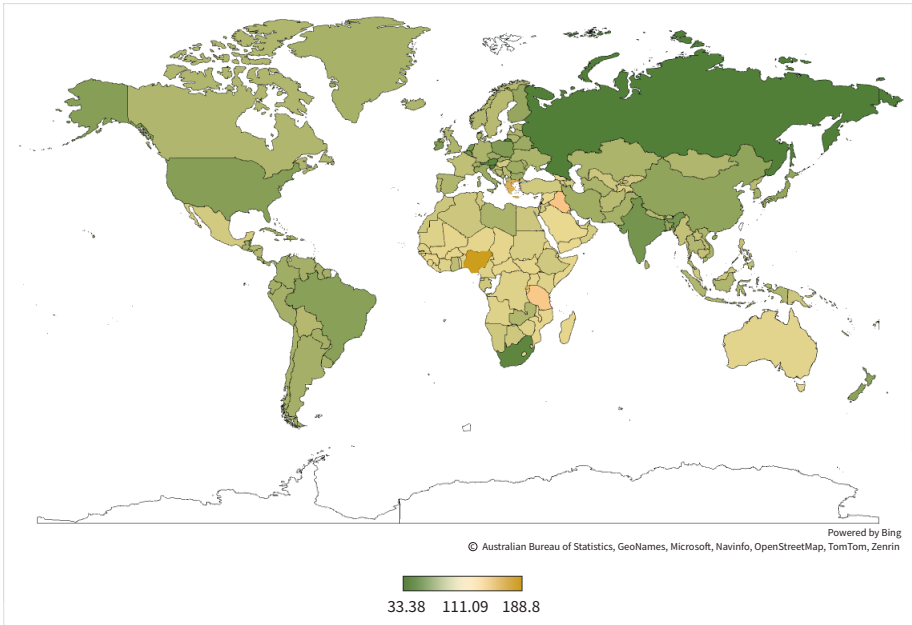 Powered by Bing
© Australian Bureau of Statistics, GeoNames, Microsoft, Navinfo, OpenStreetMap, TomTom, Zenrin
33.38 111.09 188.8